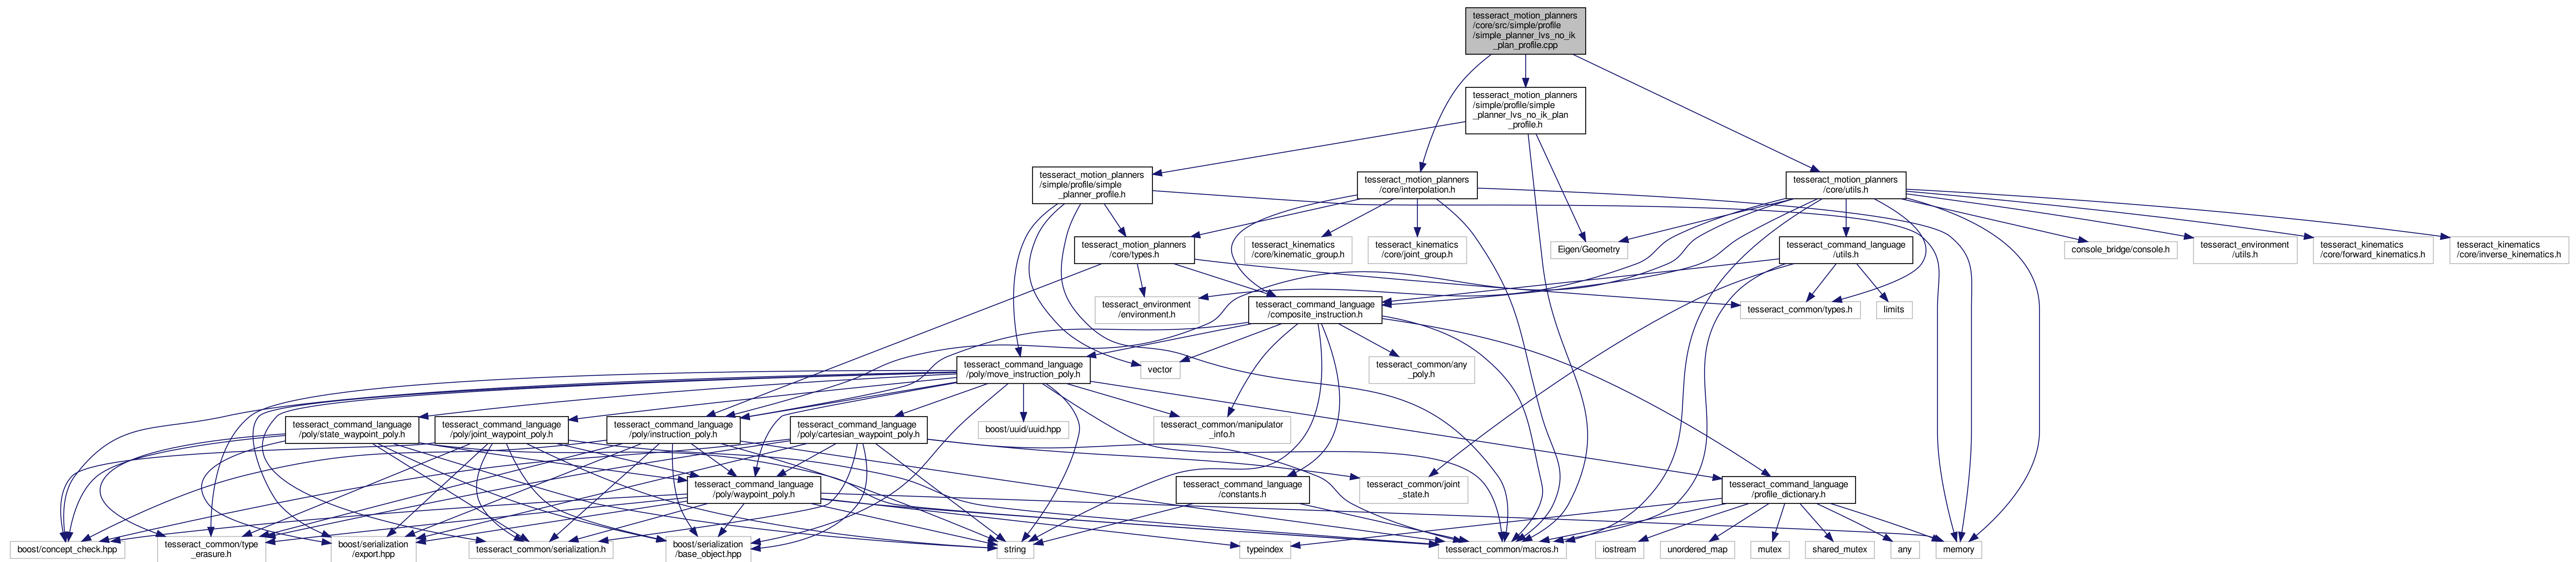 tesseract_motion_planners
/core/src/simple/profile
/simple_planner_lvs_no_ik
_plan_profile.cpp
tesseract_motion_planners
/simple/profile/simple
_planner_lvs_no_ik_plan
_profile.h
tesseract_motion_planners
/simple/profile/simple
_planner_profile.h
tesseract_motion_planners
/core/interpolation.h
tesseract_motion_planners
/core/utils.h
tesseract_motion_planners
/core/types.h
tesseract_kinematics
/core/kinematic_group.h
tesseract_kinematics
/core/joint_group.h
Eigen/Geometry
tesseract_command_language
/utils.h
console_bridge/console.h
tesseract_environment
/utils.h
tesseract_kinematics
/core/forward_kinematics.h
tesseract_kinematics
/core/inverse_kinematics.h
tesseract_environment
/environment.h
tesseract_command_language
/composite_instruction.h
tesseract_common/types.h
limits
tesseract_command_language
/poly/move_instruction_poly.h
vector
tesseract_common/any
_poly.h
tesseract_command_language
/poly/state_waypoint_poly.h
tesseract_command_language
/poly/joint_waypoint_poly.h
tesseract_command_language
/poly/instruction_poly.h
tesseract_command_language
/poly/cartesian_waypoint_poly.h
boost/uuid/uuid.hpp
tesseract_common/manipulator
_info.h
tesseract_command_language
/poly/waypoint_poly.h
tesseract_command_language
/constants.h
tesseract_common/joint
_state.h
tesseract_command_language
/profile_dictionary.h
boost/concept_check.hpp
tesseract_common/type
_erasure.h
boost/serialization
/export.hpp
tesseract_common/serialization.h
boost/serialization
/base_object.hpp
string
typeindex
tesseract_common/macros.h
iostream
unordered_map
mutex
shared_mutex
any
memory